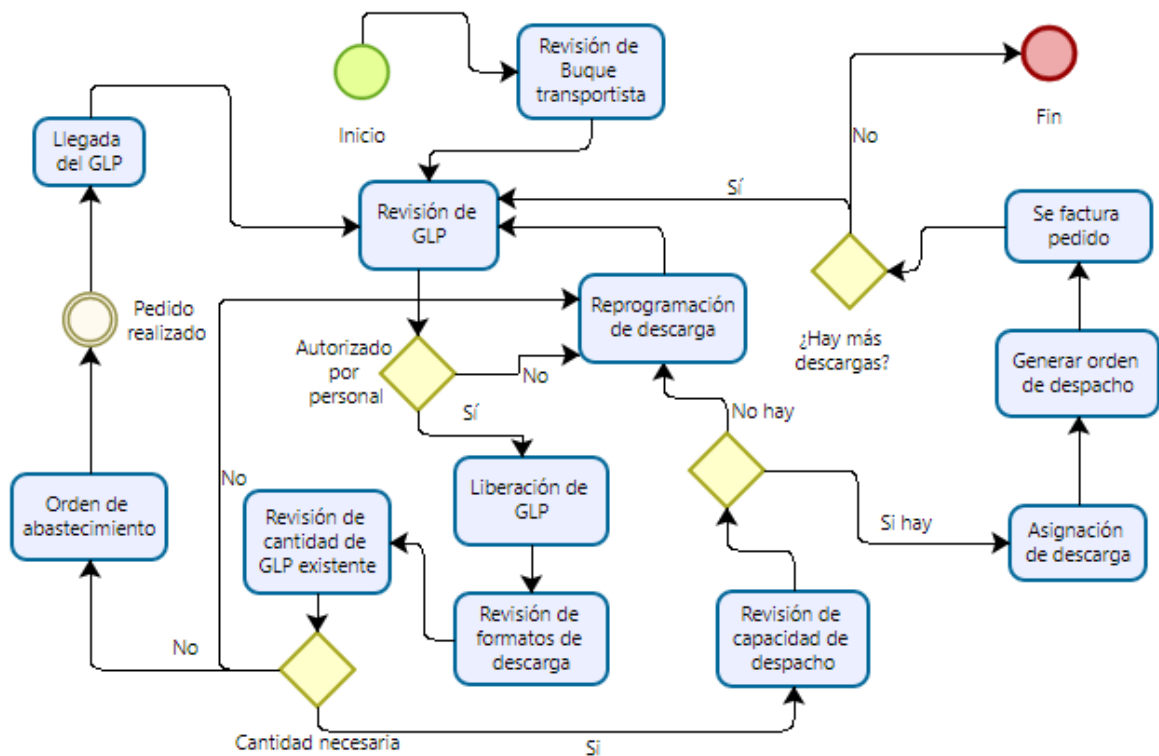 Revisión de
Buque
transportista
Inicio
No
Fin
Llegada
del GLP
Sí
Revisión de
GLP
Se factura
pedido
Pedido
realizado
Reprogramación
de descarga
¿Hay más
descargas?
Autorizado
por
personal
No
Generar orden
de despacho
Sí
No hay
No
Orden de
abastecimiento
Revisión de
cantidad de
GLP existente
Liberación de
GLP
Si hay
Asignación
de descarga
Revisión de
formatos de
descarga
Revisión de
capacidad de
despacho
No
Cantidad necesaria
Si